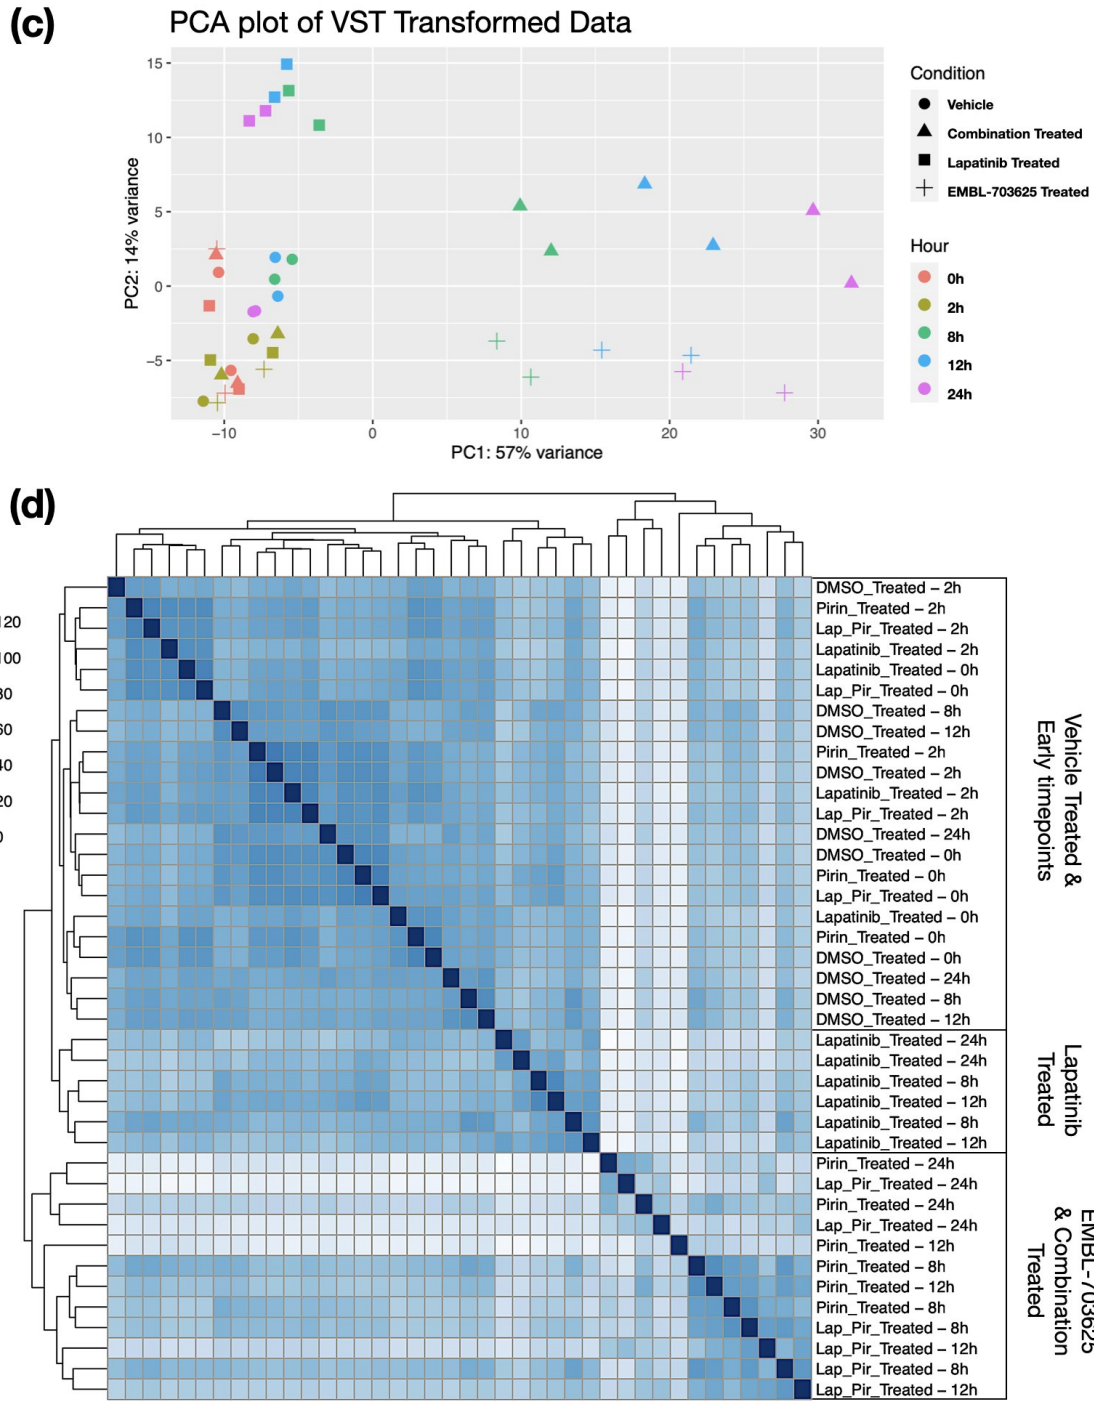 (c)
PCA plot of VST Transformed Data
15
10
5
0
−5
PC2: 14% variance
−10
0
10
20
30
PC1: 57% variance
Condition
Vehicle
Combination Treated
Lapatinib Treated
EMBL-703625 Treated
Hour
0h
2h
8h
12h
24h
(d)
120
100
80
60
40
20
0
DMSO_Treated – 2h
Pirin_Treated – 2h
Lap_Pir_Treated – 2h
Lapatinib_Treated – 2h
Lapatinib_Treated – 0h
Lap_Pir_Treated – 0h
DMSO_Treated – 8h
DMSO_Treated – 12h
Pirin_Treated – 2h
DMSO_Treated – 2h
Lapatinib_Treated – 2h
Lap_Pir_Treated – 2h
DMSO_Treated – 24h
DMSO_Treated – 0h
Pirin_Treated – 0h
Lap_Pir_Treated – 0h
Lapatinib_Treated – 0h
Pirin_Treated – 0h
DMSO_Treated – 0h
DMSO_Treated – 24h
DMSO_Treated – 8h
DMSO_Treated – 12h
Lapatinib_Treated – 24h
Lapatinib_Treated – 24h
Lapatinib_Treated – 8h
Lapatinib_Treated – 12h
Lapatinib_Treated – 8h
Lapatinib_Treated – 12h
Pirin_Treated – 24h
Lap_Pir_Treated – 24h
Pirin_Treated – 24h
Lap_Pir_Treated – 24h
Pirin_Treated – 12h
Pirin_Treated – 8h
Pirin_Treated – 12h
Pirin_Treated – 8h
Lap_Pir_Treated – 8h
Lap_Pir_Treated – 12h
Lap_Pir_Treated – 8h
Lap_Pir_Treated – 12h
Vehicle Treated &
Early timepoints
Lapatinib
Treated
EMBL-703625
& Combination
Treated